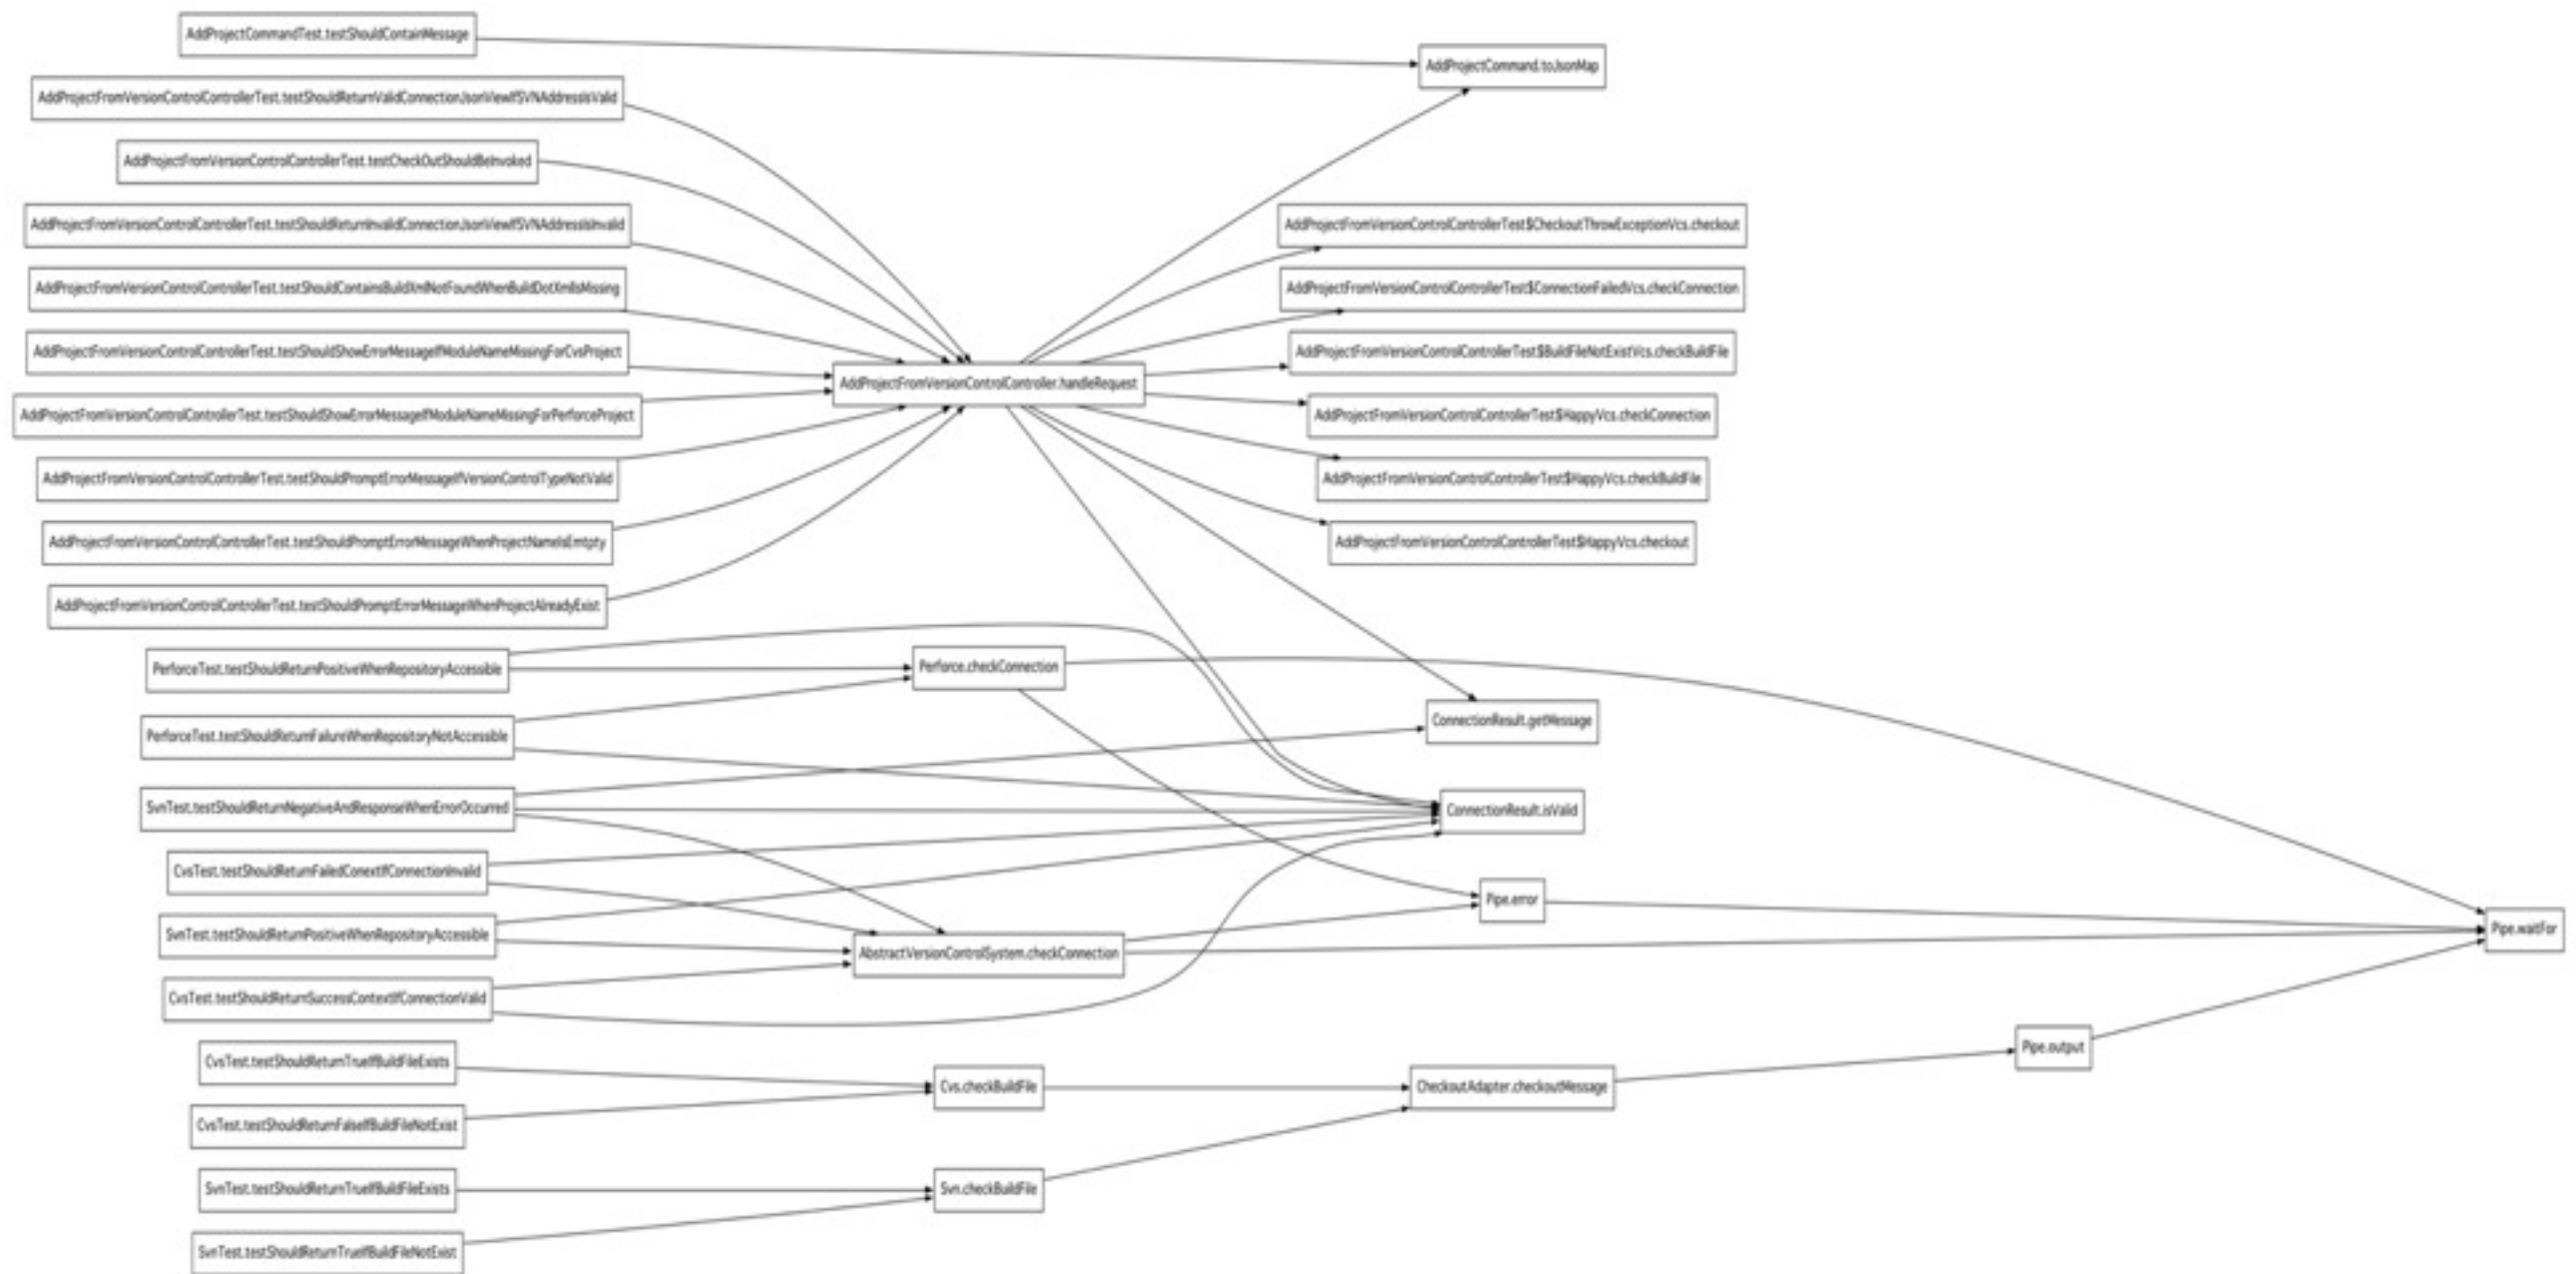 AddProjectCommandTest.testShouldContainMessage
AddProjectCommand.toJsonMap
AddProjectFromVersionControlControllerTest.testShouldReturnValidConnectionJsonViewIfSVNAddressIsValid
AddProjectFromVersionControlControllerTest.testCheckOutShouldBeInvoked
AddProjectFromVersionControlControllerTest.testShouldReturnInvalidConnectionJsonViewIfSVNAddressIsInvalid
AddProjectFromVersionControlControllerTest$CheckoutThrowExceptionVcs.checkout
AddProjectFromVersionControlControllerTest.testShouldContainsBuildXmlNotFoundWhenBuildDotXmlIsMissing
AddProjectFromVersionControlControllerTest$ConnectionFailedVcs.checkConnection
AddProjectFromVersionControlControllerTest.testShouldShowErrorMessageIfModuleNameMissingForCvsProject
AddProjectFromVersionControlControllerTest$BuildFileNotExistVcs.checkBuildFile
AddProjectFromVersionControlController.handleRequest
AddProjectFromVersionControlControllerTest.testShouldShowErrorMessageIfModuleNameMissingForPerforceProject
AddProjectFromVersionControlControllerTest$HappyVcs.checkConnection
AddProjectFromVersionControlControllerTest.testShouldPromptErrorMessageIfVersionControlTypeNotValid
AddProjectFromVersionControlControllerTest$HappyVcs.checkBuildFile
AddProjectFromVersionControlControllerTest.testShouldPromptErrorMessageWhenProjectNameIsEmtpty
AddProjectFromVersionControlControllerTest$HappyVcs.checkout
AddProjectFromVersionControlControllerTest.testShouldPromptErrorMessageWhenProjectAlreadyExist
PerforceTest.testShouldReturnPositiveWhenRepositoryAccessible
Perforce.checkConnection
ConnectionResult.getMessage
PerforceTest.testShouldReturnFailureWhenRepositoryNotAccessible
SvnTest.testShouldReturnNegativeAndResponseWhenErrorOccurred
ConnectionResult.isValid
CvsTest.testShouldReturnFailedConextIfConnectionInvalid
Pipe.error
Pipe.waitFor
SvnTest.testShouldReturnPositiveWhenRepositoryAccessible
AbstractVersionControlSystem.checkConnection
CvsTest.testShouldReturnSuccessContextIfConnectionValid
Pipe.output
CvsTest.testShouldReturnTrueIfBuildFileExists
Cvs.checkBuildFile
CheckoutAdapter.checkoutMessage
CvsTest.testShouldReturnFalseIfBuildFileNotExist
SvnTest.testShouldReturnTrueIfBuildFileExists
Svn.checkBuildFile
SvnTest.testShouldReturnTrueIfBuildFileNotExist